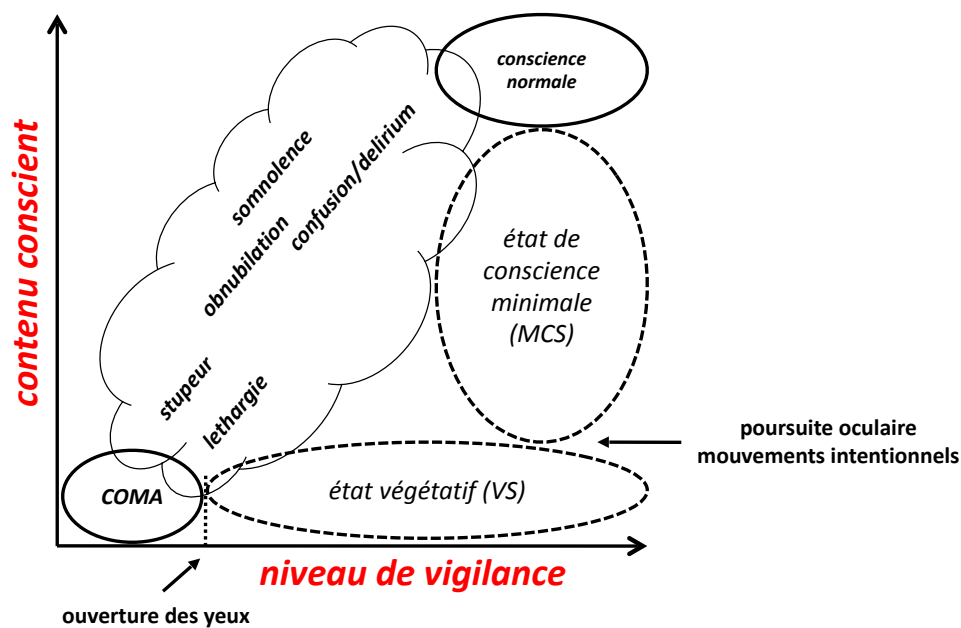 contenu conscient
conscience
normale
somnolence
confusion/delirium
obnubilation
état de
conscience
minimale
(MCS)
stupeur
lethargie
poursuite oculaire
mouvements intentionnels
COMA
état végétatif (VS)
niveau de vigilance
ouverture des yeux